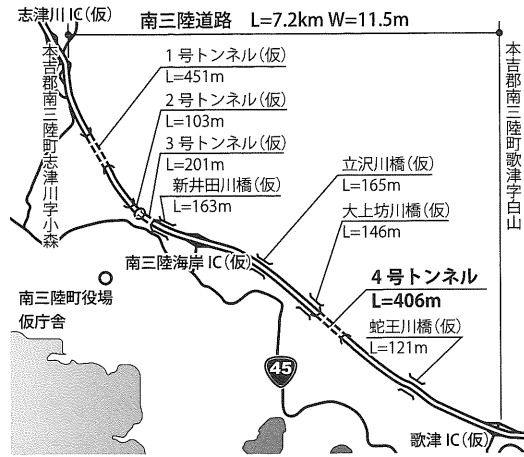 志津川IC(仮)
南三陸道路 L=7.2km W=11.5m
本吉郡南三陸町志津川字小森
本吉郡南三陸町歌津字白山
1号トンネル(仮)
L=451m
2号トンネル(仮)
L=103m
3号トンネル(仮)
L=201m
新井田川橋(仮)
L=163m
立沢川橋(仮)
L=165m
大上坊川橋(仮)
L=146m
南三陸海岸IC(仮)
4号トンネル
L=406m
南三陸町役場
仮庁舎
蛇王川橋(仮)
L=121m
45
歌津IC(仮)